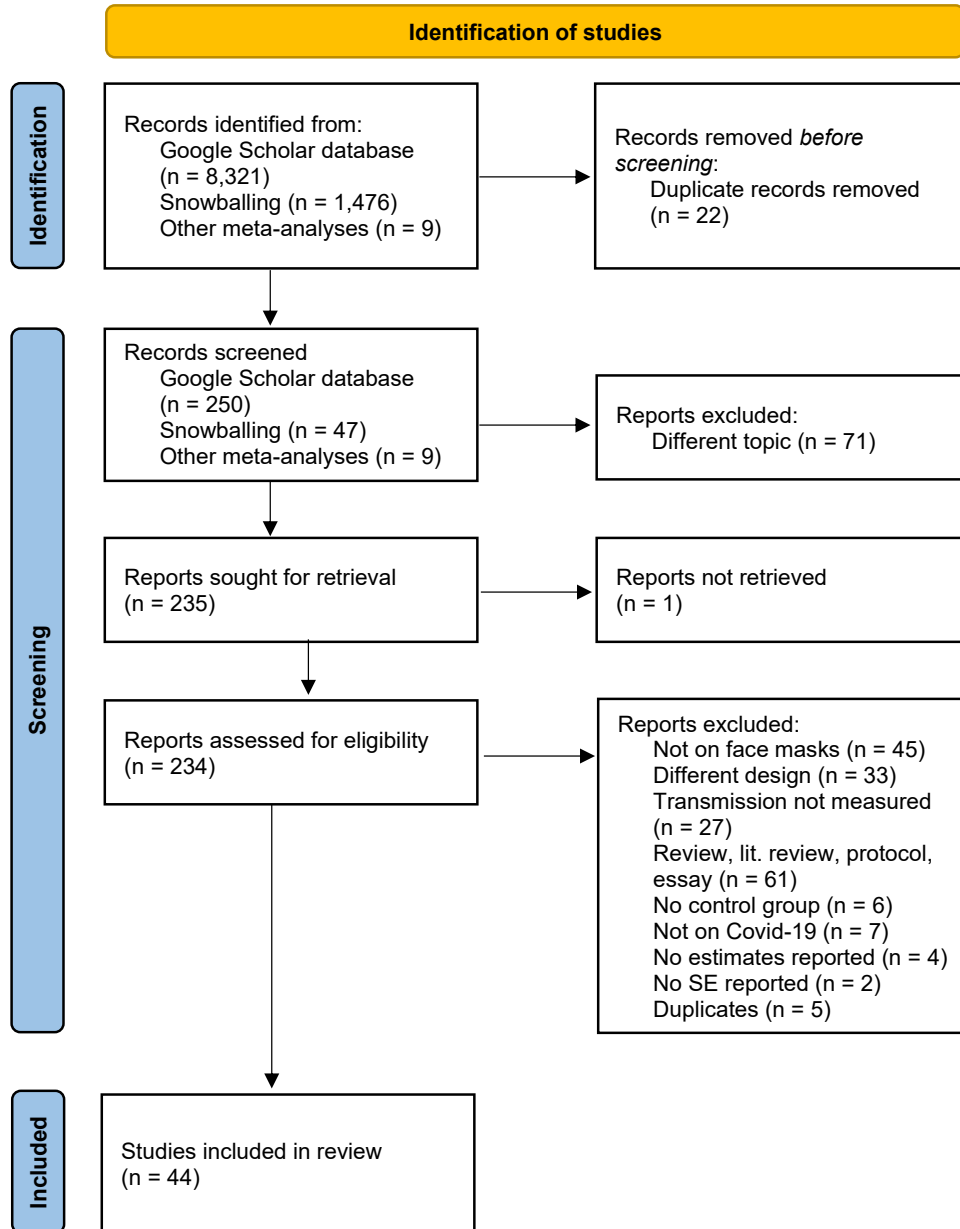 Identification of studies
Identification
Records identified from:
Google Scholar database
(n = 8,321)
Snowballing (n = 1,476)
Other meta-analyses (n = 9)
Records removed before
screening:
Duplicate records removed
(n = 22)
Screening
Records screened
Google Scholar database
(n = 250)
Snowballing (n = 47)
Other meta-analyses (n = 9)
Reports excluded:
Different topic (n = 71)
Reports sought for retrieval
(n = 235)
Reports not retrieved
(n = 1)
Reports assessed for eligibility
(n = 234)
Reports excluded:
Not on face masks (n = 45)
Different design (n = 33)
Transmission not measured
(n = 27)
Review, lit. review, protocol,
essay (n = 61)
No control group (n = 6)
Not on Covid-19 (n = 7)
No estimates reported (n = 4)
No SE reported (n = 2)
Duplicates (n = 5)
Included
Studies included in review
(n = 44)